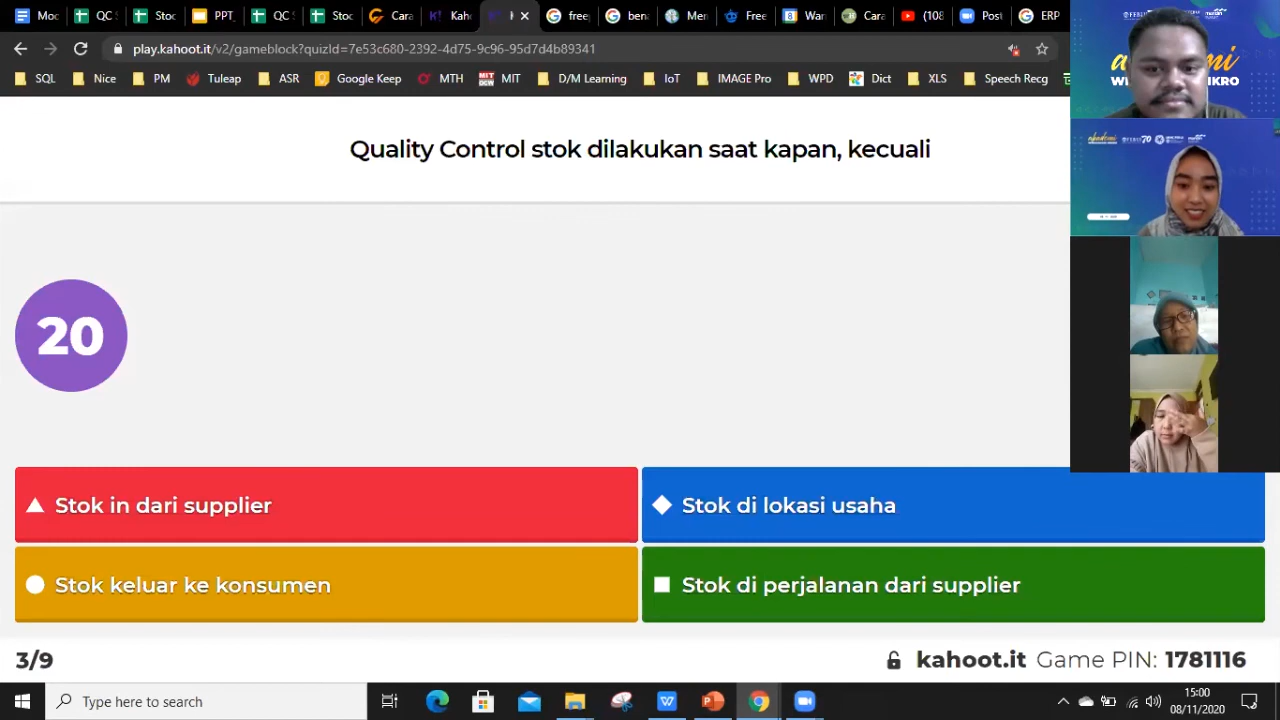 Moc
QC S
Stoc
PPT_
QC S
Stoc
Cara
Kah
free
ben
Mer
Free
8
War
Cara
(108
Post
ERP
play.kahoot.it/v2/gameblock?quizId=7e53c680-2392-4d75-9c96-95d7d4b89341
SQL
Nice
PM
Tuleap
ASR
Google Keep
MTH
MIT
D/M Learning
IoT
IMAGE Pro
WPD
Dict
XLS
Speech Recg
Quality Control stok dilakukan saat kapan, kecuali
20
Stok in dari supplier
Stok di lokasi usaha
Stok keluar ke konsumen
Stok di perjalanan dari supplier
3/9
kahoot.it Game PIN: 1781116
Type here to search
15:00
08/11/2020